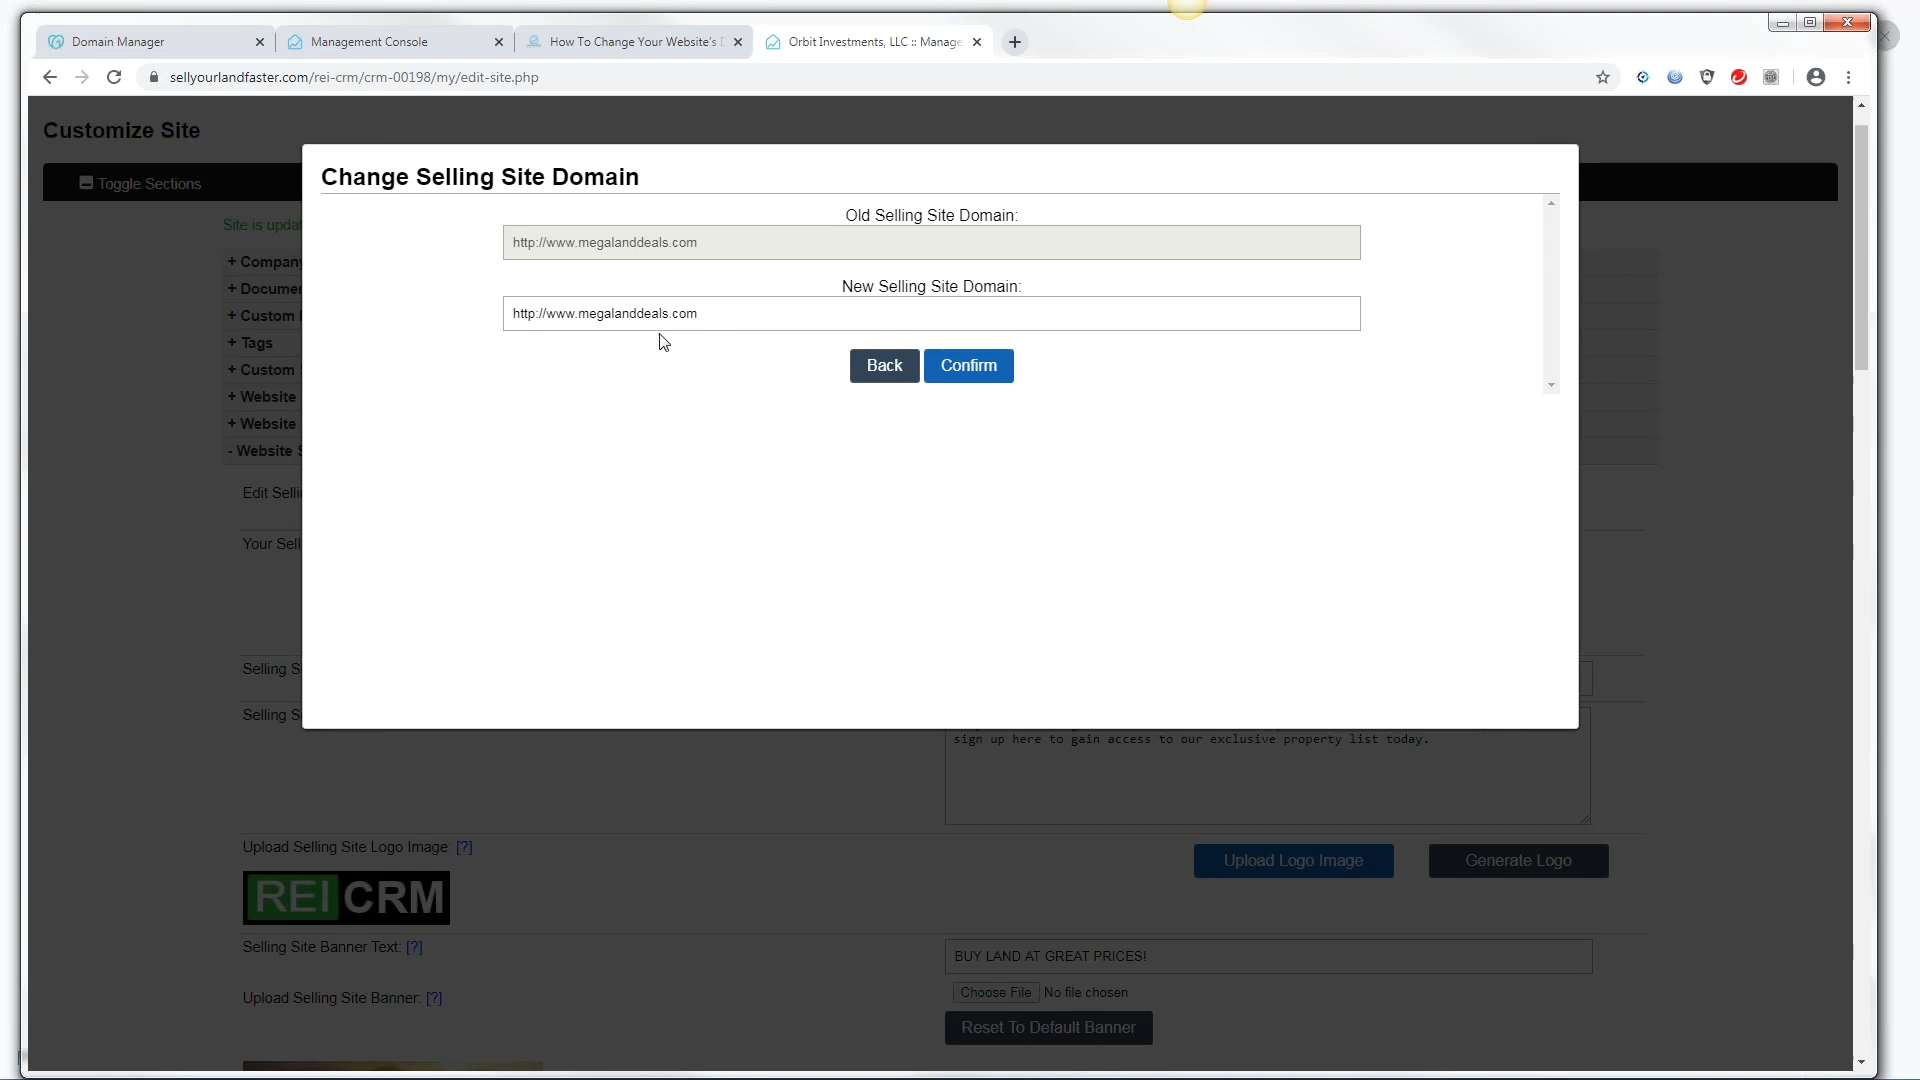 Domain Manager
Management Console
How To Change Your Website's
Orbit Investments, LLC :: Manage
sellyourlandfaster.com/rei-crm/crm-00198/my/edit-site.php
Customize Site
Toggle Sections
Change Selling Site Domain
Old Selling Site Domain:
http://www.megalanddeals.com
New Selling Site Domain:
http://www.megalanddeals.com
Back Confirm
Site is upda
+ Company
+ Documen
+ Custom
+ Tags
+ Custom
+ Website
+ Website
- Website S
Edit Selli
Your Sell
Selling S
Selling S
sign up here to gain access to our exclusive property list today.
Upload Selling Site Logo Image: [?]
Upload Logo Image Generate Logo
REI CRM
Selling Site Banner Text: [?]
BUY LAND AT GREAT PRICES!
Upload Selling Site Banner: [?]
Choose File No file chosen
Reset To Default Banner